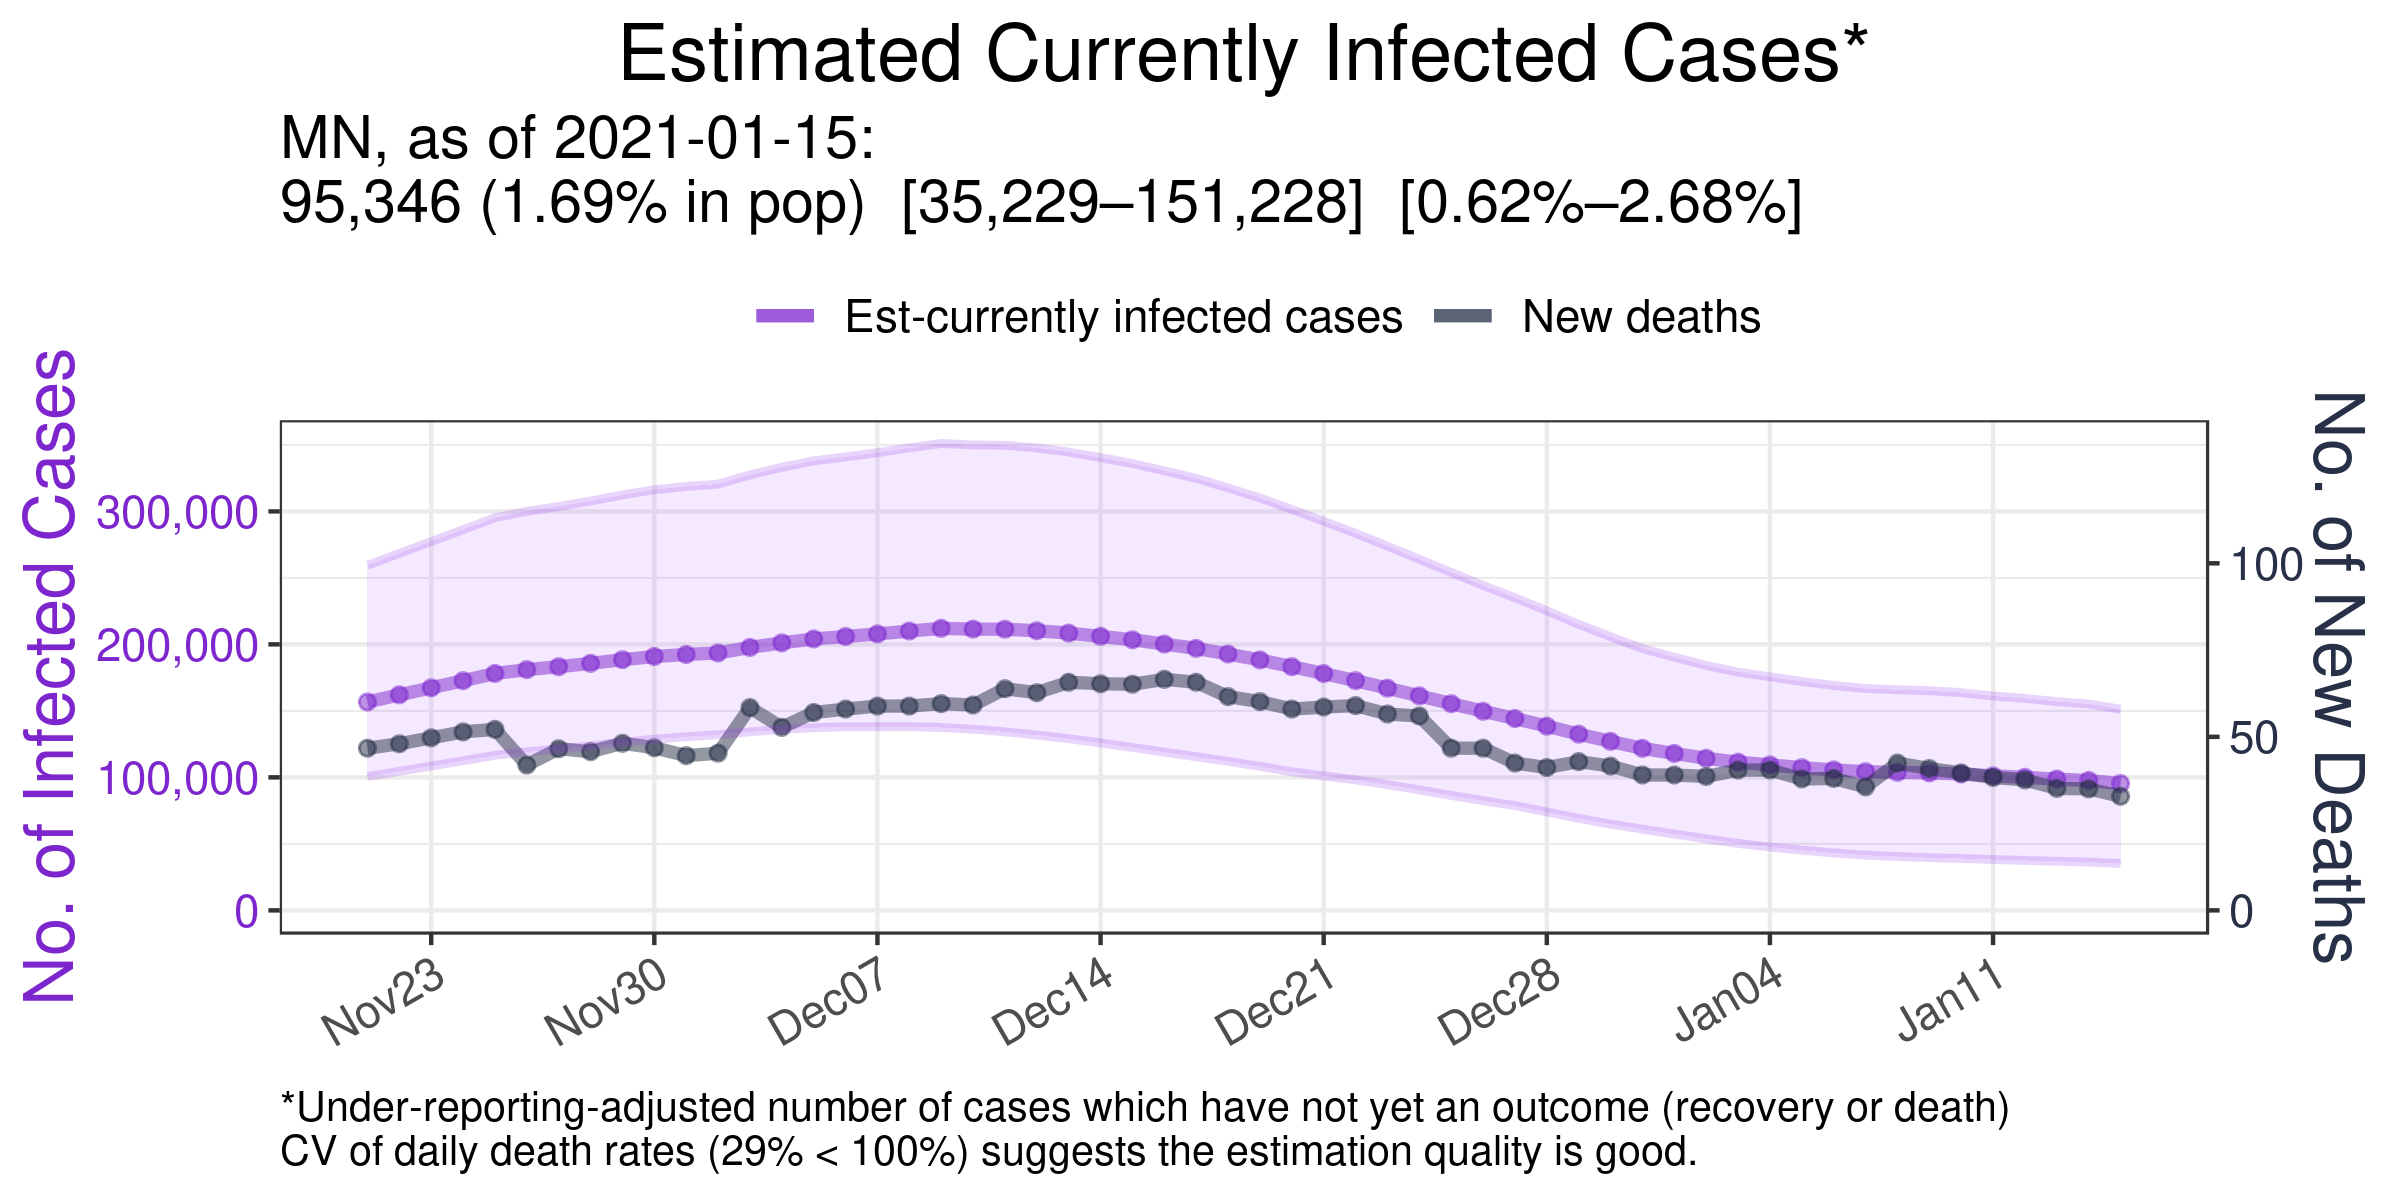 Estimated Currently Infected Cases*
MN, as of 2021-01-15:
95,346 (1.69% in pop)  [35,229–151,228]  [0.62%–2.68%]
Est-currently infected cases
New deaths
No. of Infected Cases
300,000
200,000
100,000
0
No. of New Deaths
100
50
0
Nov23
Nov30
Dec07
Dec14
Dec21
Dec28
Jan04
Jan11
*Under-reporting-adjusted number of cases which have not yet an outcome (recovery or death)
CV of daily death rates (29% < 100%) suggests the estimation quality is good.